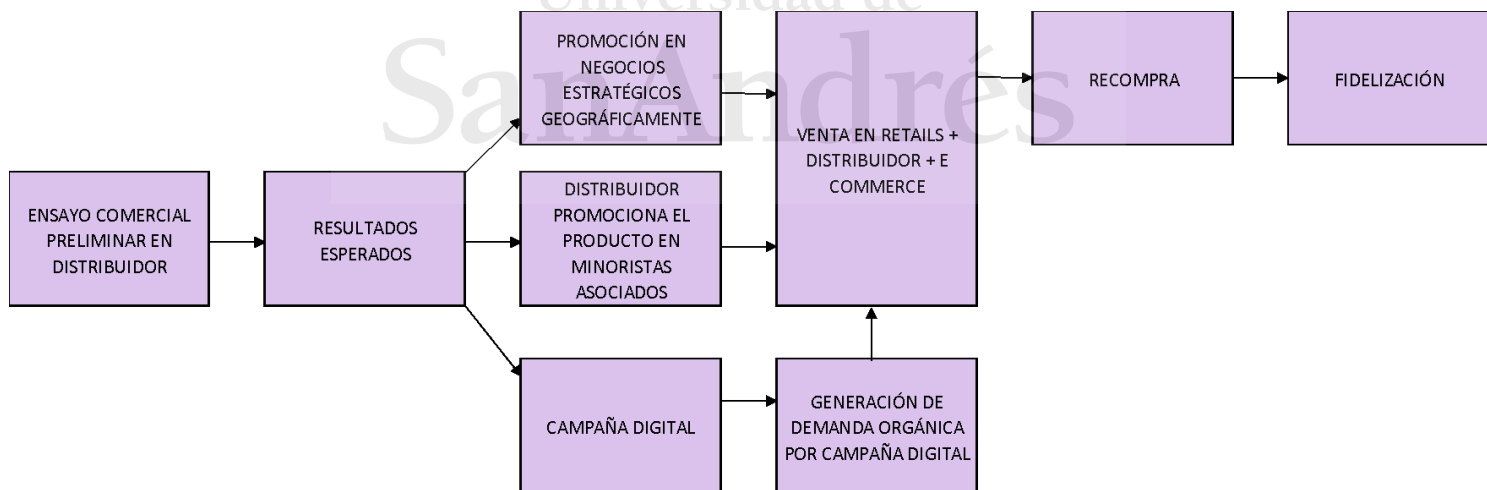 Universidad de
SanAndrés
PROMOCIÓN EN
NEGOCIOS
ESTRATÉGICOS
GEOGRÁFICAMENTE
VENTA EN RETAILS +
DISTRIBUIDOR + E
COMMERCE
RECOMPRA
FIDELIZACIÓN
ENSAYO COMERCIAL
PRELIMINAR EN
DISTRIBUIDOR
RESULTADOS
ESPERADOS
DISTRIBUIDOR
PROMOCIONA EL
PRODUCTO EN
MINORISTAS
ASOCIADOS
CAMPAÑA DIGITAL
GENERACIÓN DE
DEMANDA ORGÁNICA
POR CAMPAÑA DIGITAL